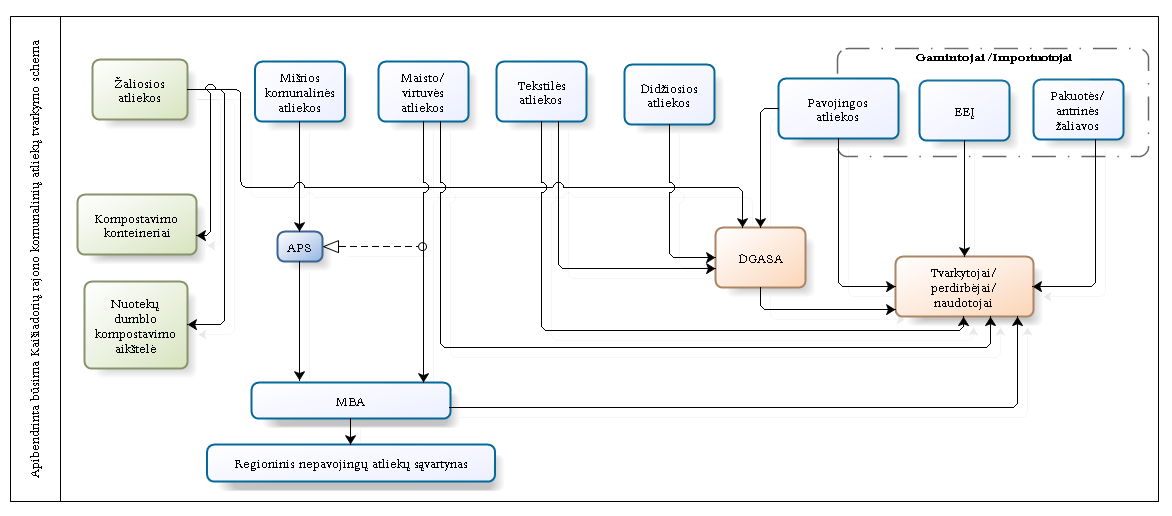 Apibendrinta būsima Kaišiadorių rajono komunalinių atliekų tvarkymo schema
Gamintojai /Importuotojai
Žaliosios
atliekos
Mišrios
komunalinės
atliekos
Maisto/
virtuvės
atliekos
Tekstilės
atliekos
Didžiosios
atliekos
Pavojingos
atliekos
EEĮ
Pakuotės/
antrinės
žaliavos
Kompostavimo
konteineriai
APS
DGASA
Tvarkytojai/
perdirbėjai/
naudotojai
Nuotekų
dumblo
kompostavimo
aikštelė
MBA
Regioninis nepavojingų atliekų sąvartynas